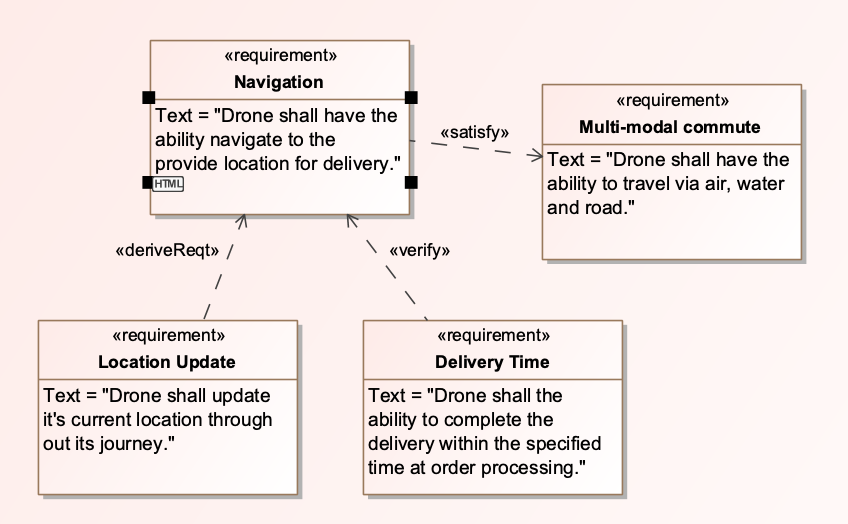 «requirement»
Navigation
Text = "Drone shall have the
ability navigate to the
provide location for delivery."
HTML
«satisfy»
«requirement»
Multi-modal commute
Text = "Drone shall have the
ability to travel via air, water
and road."
«deriveReqt»
«verify»
«requirement»
Location Update
Text = "Drone shall update
it's current location through
out its journey."
«requirement»
Delivery Time
Text = "Drone shall the
ability to complete the
delivery within the specified
time at order processing."